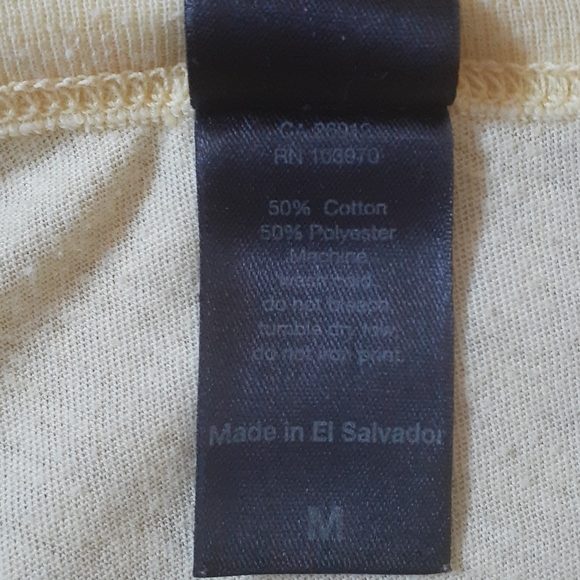 RN 103970
50% Cotton
50% Polyester
Machine
wash cold
do not bleach
tumble dry low
do not iron print
Made in El Salvador
M